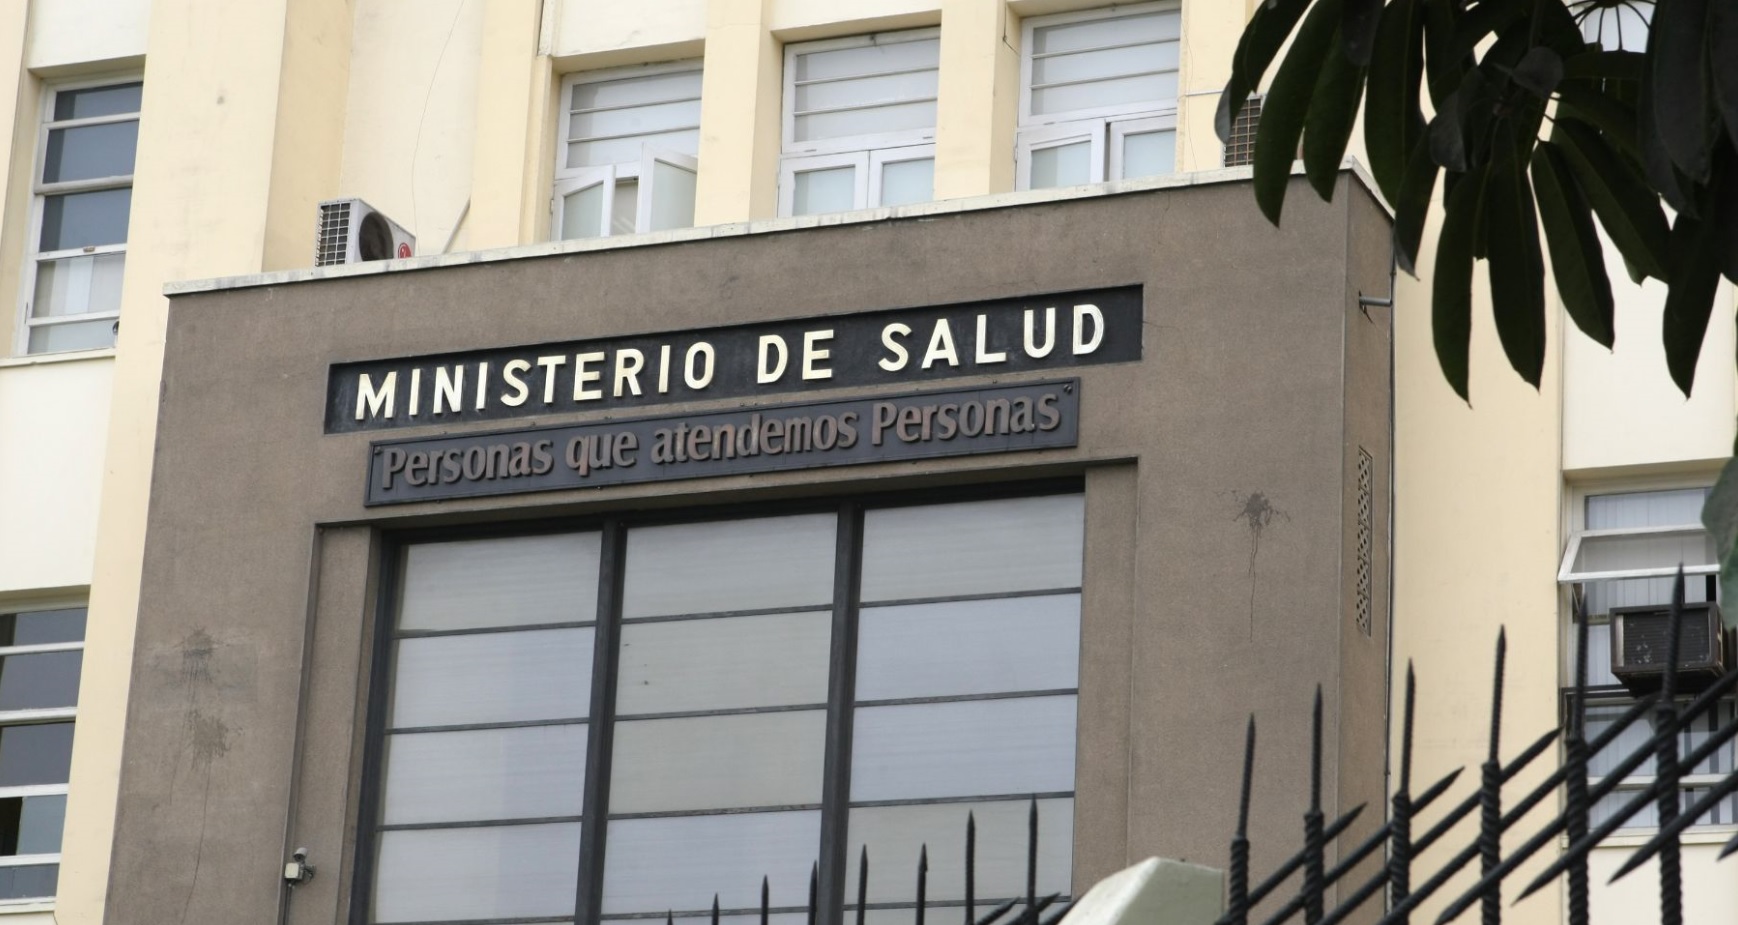 MINISTERIO DE SALUD
"Personas que atendemos Personas"